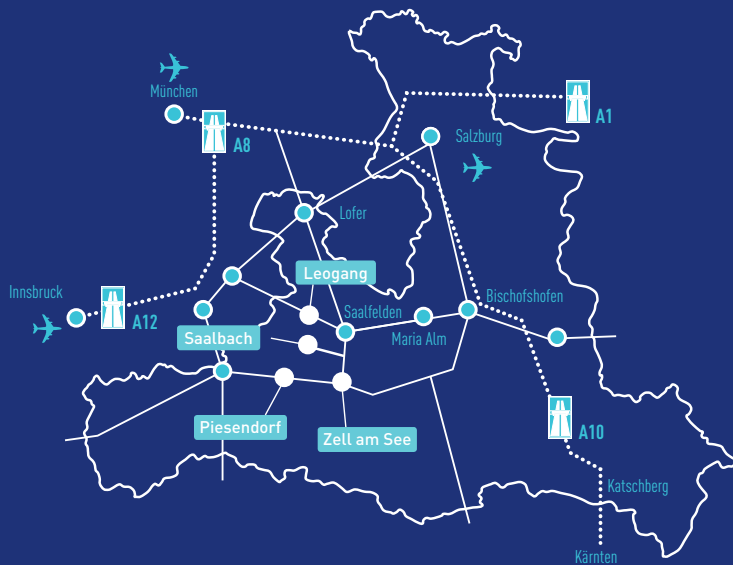 München
A8
A1
Salzburg
Lofer
Leogang
Innsbruck
A12
Saalfelden
Bischofshofen
Maria Alm
Saalbach
Piesendorf
Zell am See
A10
Katschberg
Kärnten